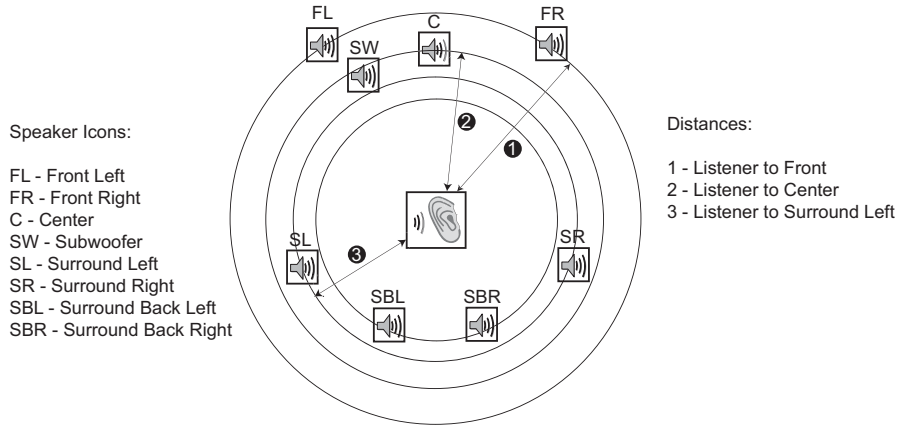 FL
FR
C
SW
Speaker Icons:
FL - Front Left
FR - Front Right
C - Center
SW - Subwoofer
SL - Surround Left
SR - Surround Right
SBL - Surround Back Left
SBR - Surround Back Right
2
1
3
SL
SR
SBL
SBR
Distances:
1 - Listener to Front
2 - Listener to Center
3 - Listener to Surround Left